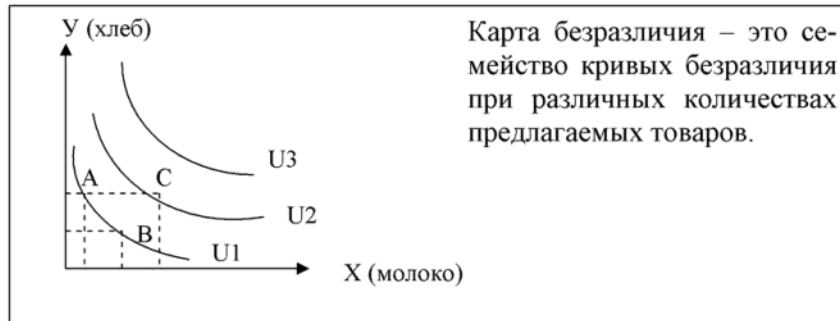 У (хлеб)
Карта безразличия – это се-
мейство кривых безразличия
при различных количествах
предлагаемых товаров.
U3
A
C
U2
B
U1
X (молоко)